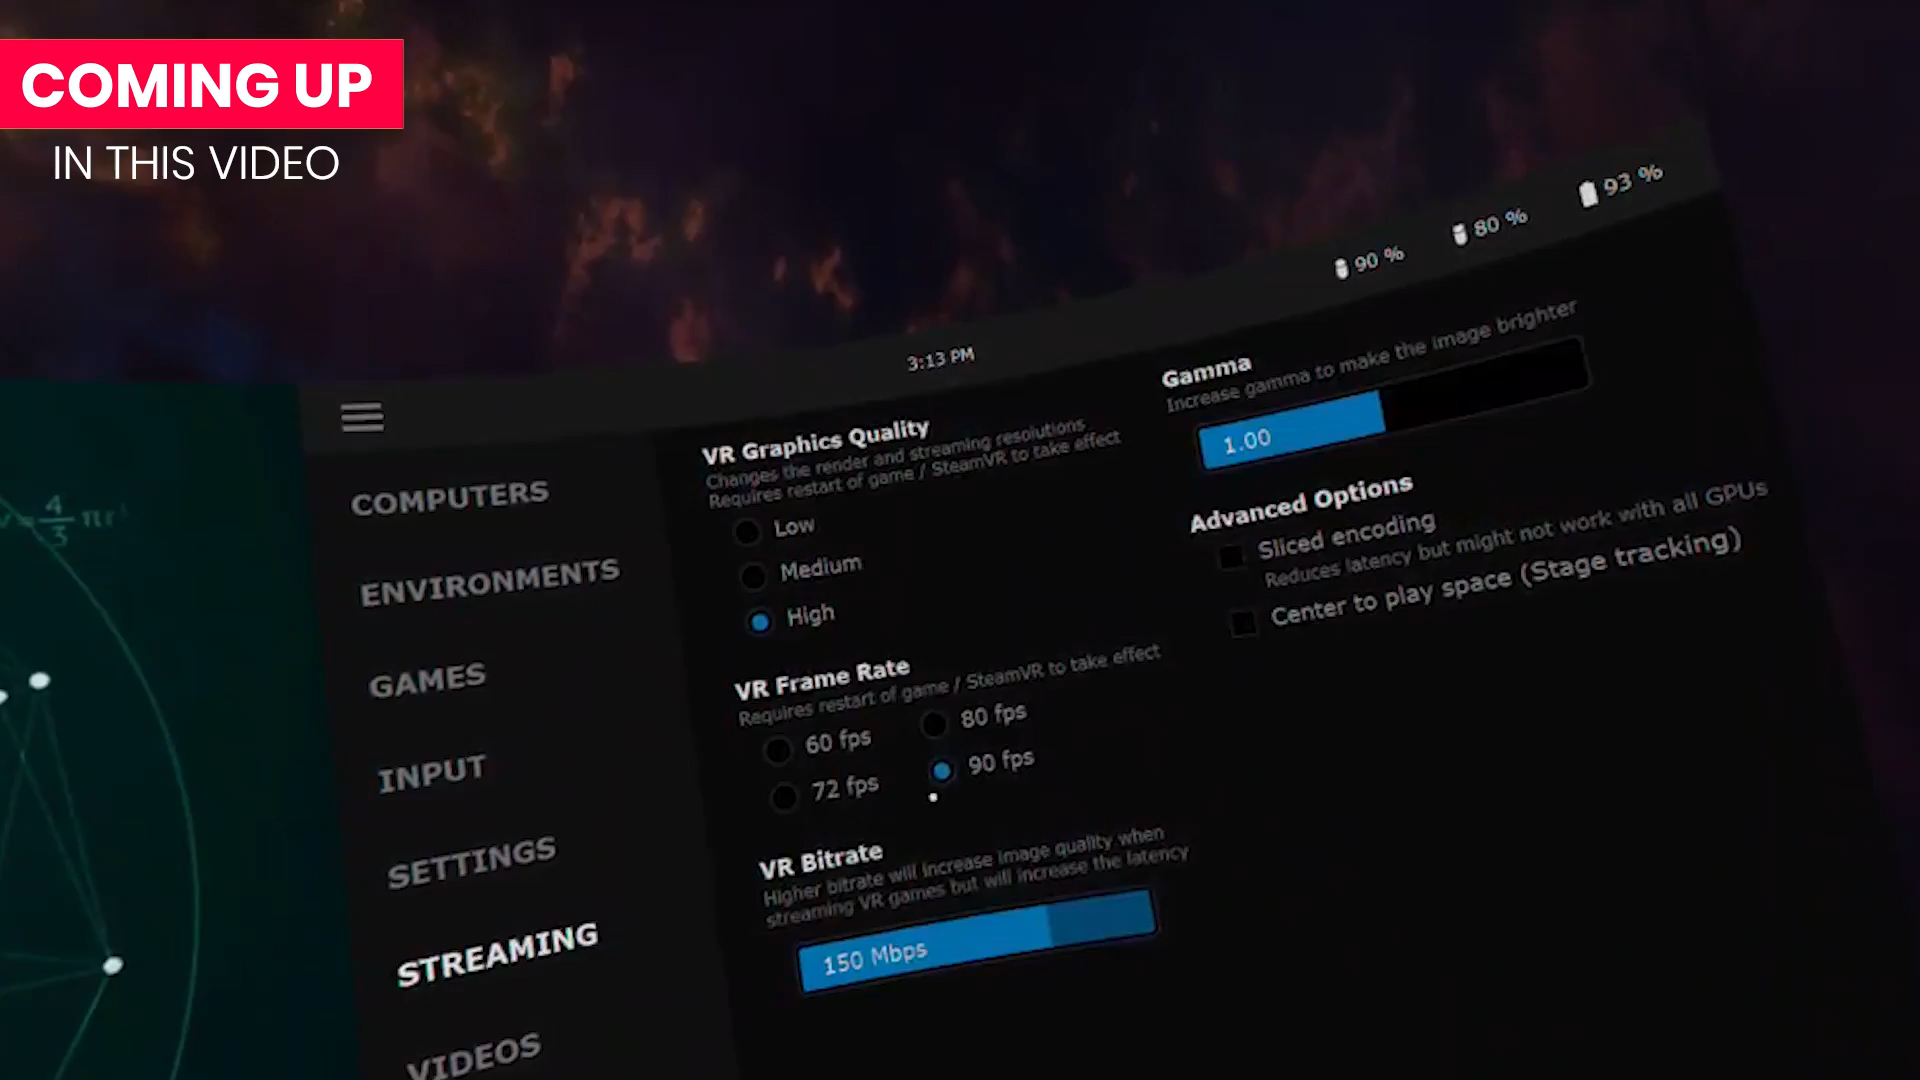 COMING UP
IN THIS VIDEO
90 %
80 %
93 %
3:13 PM
COMPUTERS
ENVIRONMENTS
GAMES
INPUT
SETTINGS
STREAMING
VIDEOS
VR Graphics Quality
Changes the render and streaming resolutions
Requires restart of game / SteamVR to take effect
Low
Medium
High
VR Frame Rate
Requires restart of game / SteamVR to take effect
60 fps
80 fps
72 fps
90 fps
VR Bitrate
Higher bitrate will increase image quality when
streaming VR games but will increase the latency
150 Mbps
Gamma
Increase gamma to make the image brighter
1.00
Advanced Options
Sliced encoding
Reduces latency but might not work with all GPUs
Center to play space (Stage tracking)